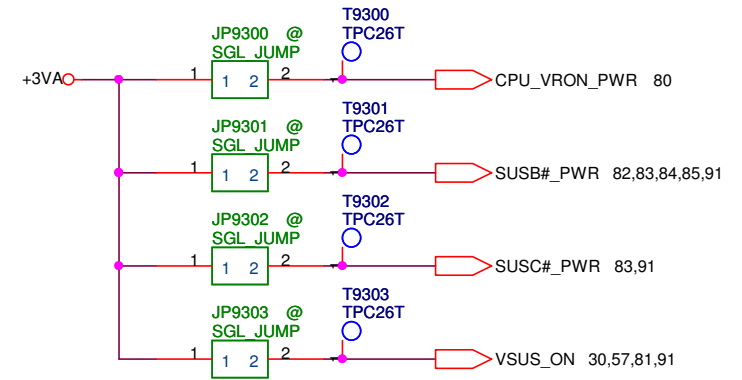 T9300
JP9300 @ TPC26T
SGL_JUMP
+3VA 1 1 2 2 CPU_VRON_PWR 80
T9301
JP9301 @ TPC26T
SGL_JUMP
1 1 2 2 SUSB#_PWR 82,83,84,85,91
T9302
JP9302 @ TPC26T
SGL_JUMP
1 1 2 2 SUSC#_PWR 83,91
T9303
JP9303 @ TPC26T
SGL_JUMP
1 1 2 2 VSUS_ON 30,57,81,91